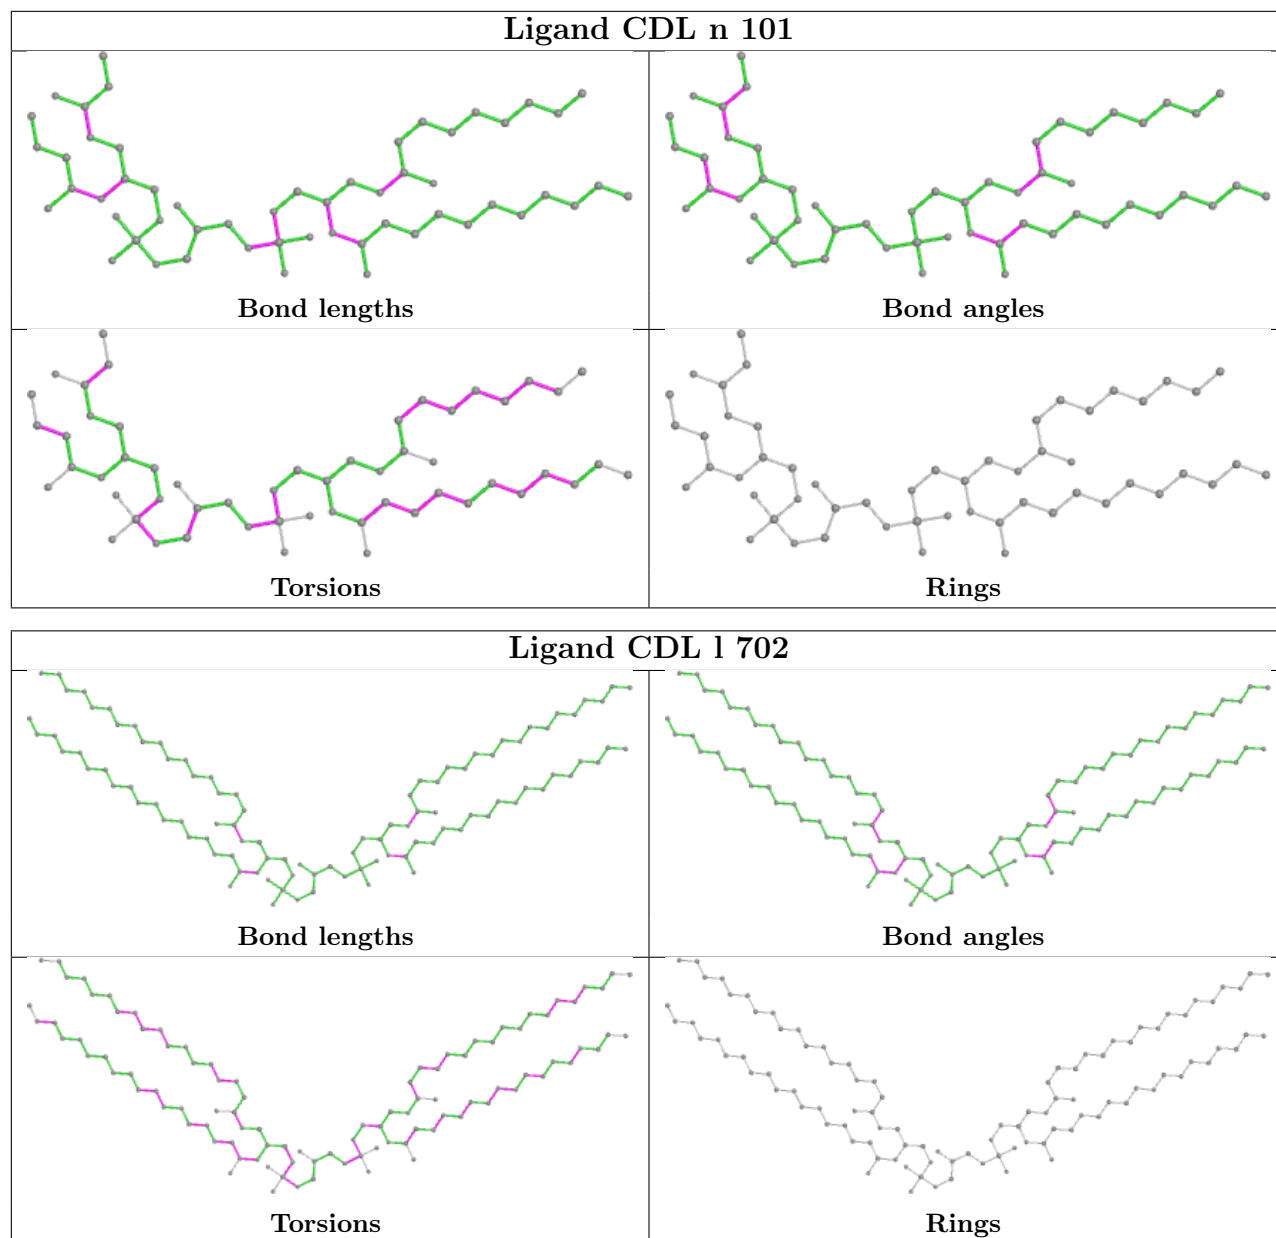 Ligand CDL n 101
Bond lengths
Bond angles
Torsions
Rings
Ligand CDL l 702
Bond lengths
Bond angles
Torsions
Rings